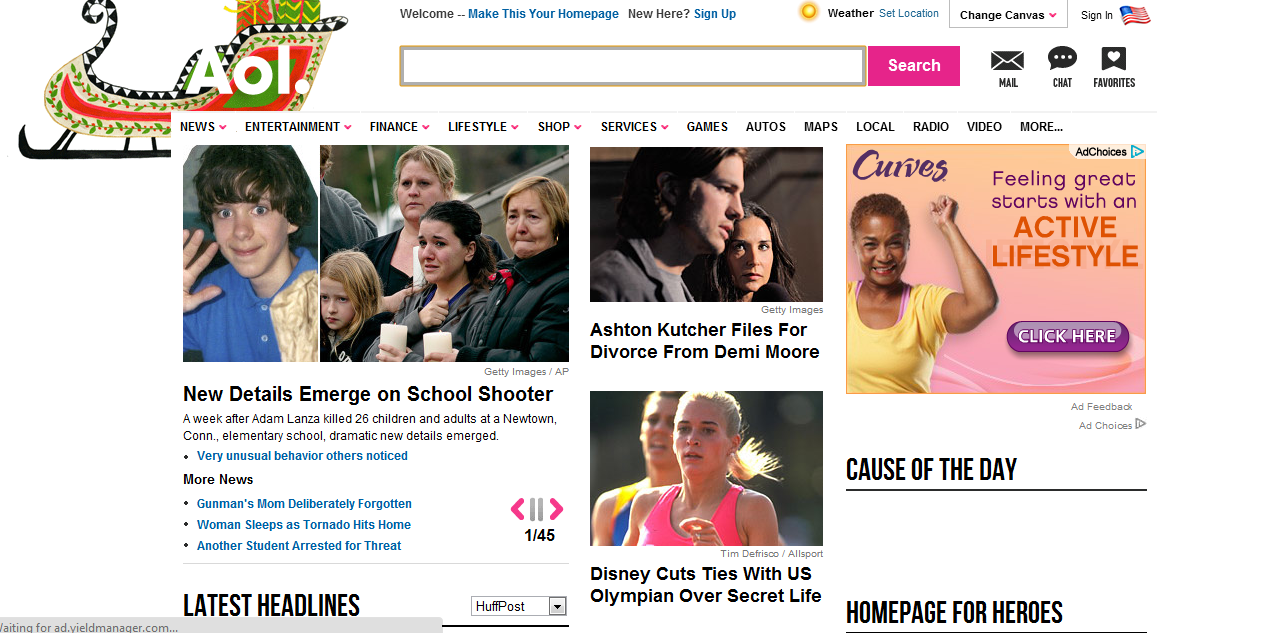 Welcome -- Make This Your Homepage New Here? Sign Up
Weather Set Location
Change Canvas
Sign In
Aol.
Search
MAIL
CHAT
FAVORITES
NEWS ENTERTAINMENT FINANCE LIFESTYLE SHOP SERVICES GAMES AUTOS MAPS LOCAL RADIO VIDEO MORE...
Getty Images / AP
New Details Emerge on School Shooter
A week after Adam Lanza killed 26 children and adults at a Newtown,
Conn., elementary school, dramatic new details emerged.
Very unusual behavior others noticed
More News
Gunman's Mom Deliberately Forgotten
Woman Sleeps as Tornado Hits Home
Another Student Arrested for Threat
1/45
LATEST HEADLINES
HuffPost
Getty Images
Ashton Kutcher Files For
Divorce From Demi Moore
Tim Defrisco / Allsport
Disney Cuts Ties With US
Olympian Over Secret Life
AdChoices
Curves
Feeling great
starts with an
ACTIVE
LIFESTYLE
CLICK HERE
Ad Feedback
Ad Choices
CAUSE OF THE DAY
HOMEPAGE FOR HEROES
Waiting for ad.yieldmanager.com...